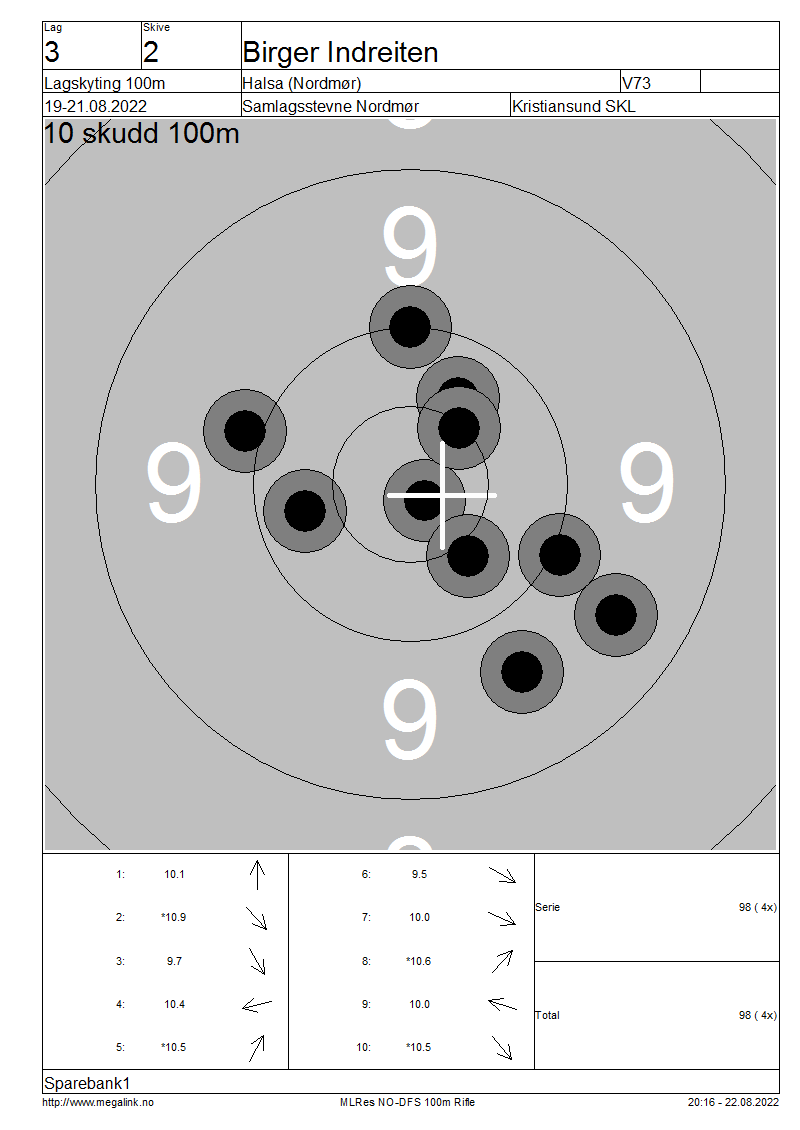 Lag Skive
3 2 Birger Indreiten
Lagskyting 100m Halsa (Nordmør) V73
19-21.08.2022 Samlagsstevne Nordmør Kristiansund SKL
10 skudd 100m
9
9 9
9
1: 10.1 6: 9.5
2: *10.9 7: 10.0
3: 9.7 8: *10.6
4: 10.4 9: 10.0
5: *10.5 10: *10.5
Serie 98 ( 4x)
Total 98 ( 4x)
Sparebank1
http://www.megalink.no MLRes NO-DFS 100m Rifle 20:16 - 22.08.2022